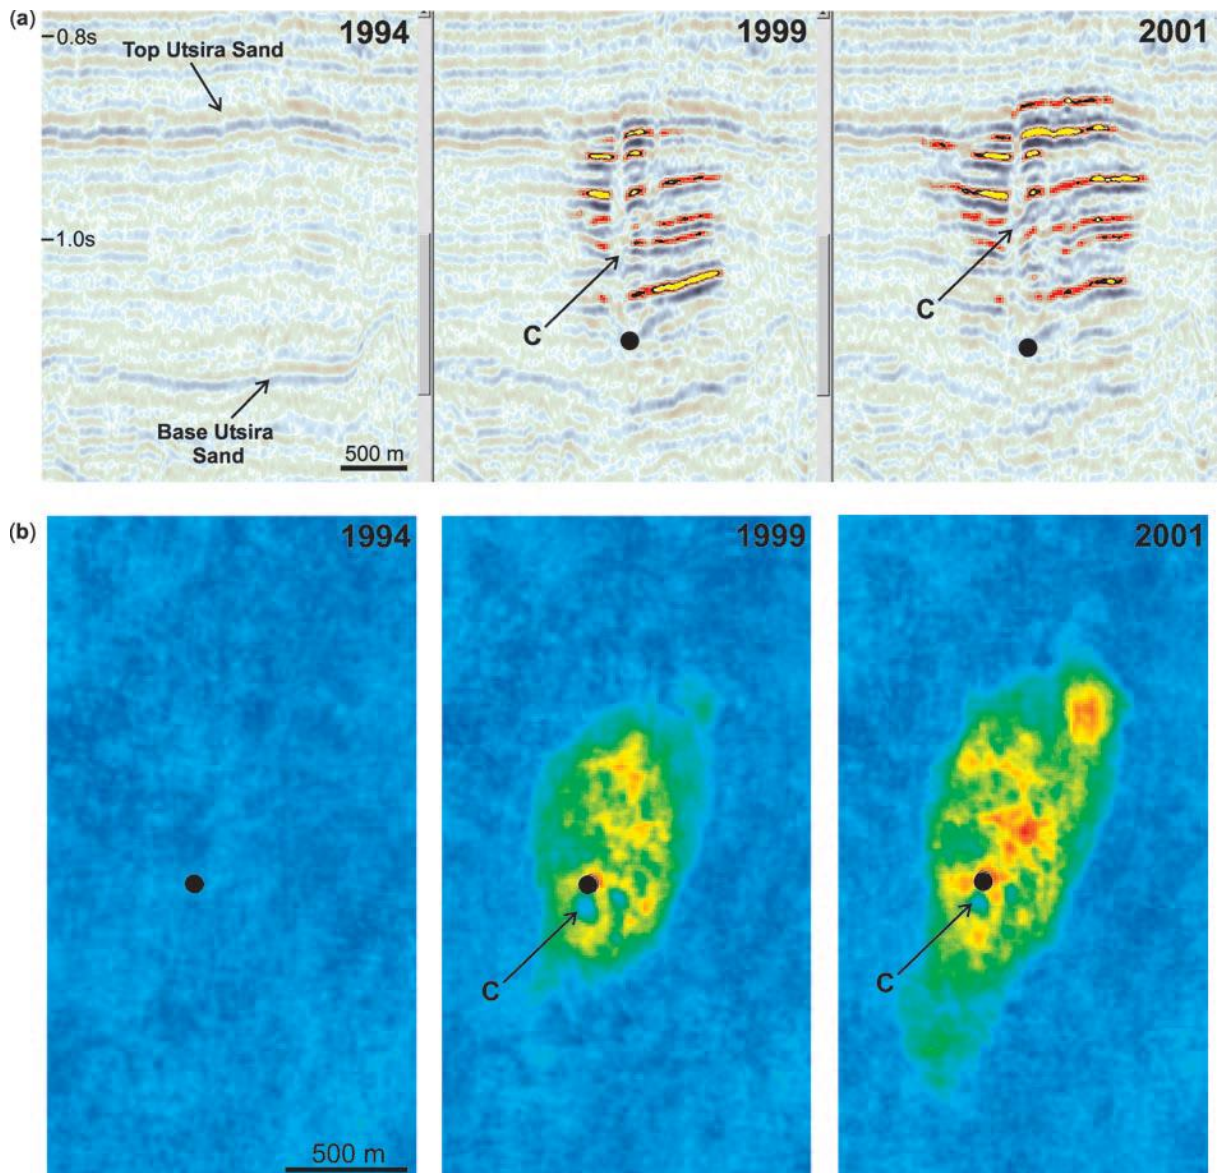 (a)
1994
1999
2001
–0.8s
Top Utsira Sand
–1.0s
C
C
Base Utsira
Sand
500 m
(b)
1994
1999
2001
C
C
500 m